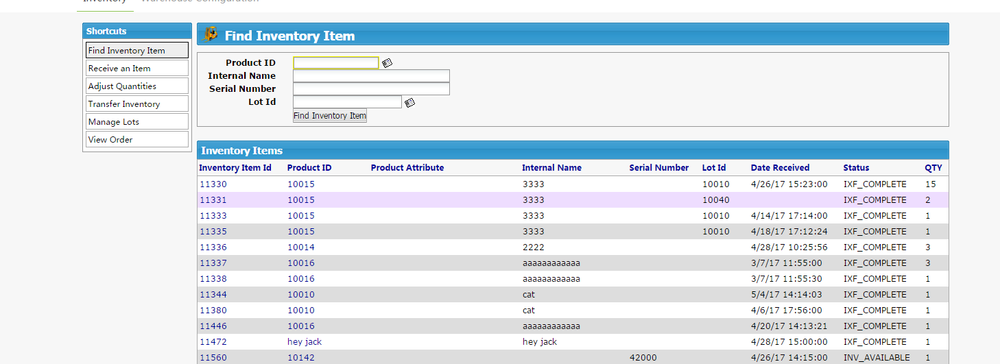 Inventory Warehouse Configuration
Shortcuts
Find Inventory Item
Receive an Item
Adjust Quantities
Transfer Inventory
Manage Lots
View Order
Find Inventory Item
Product ID
Internal Name
Serial Number
Lot Id
Find Inventory Item
Inventory Items
Inventory Item Id Product ID Product Attribute Internal Name Serial Number Lot Id Date Received Status QTY
11330 10015 3333 10010 4/26/17 15:23:00 IXF_COMPLETE 15
11331 10015 3333 10040 IXF_COMPLETE 2
11333 10015 3333 10010 4/14/17 17:14:00 IXF_COMPLETE 1
11335 10015 3333 10010 4/18/17 17:12:24 IXF_COMPLETE 1
11336 10014 2222 4/28/17 10:25:56 IXF_COMPLETE 3
11337 10016 aaaaaaaaaaaa 3/7/17 11:55:00 IXF_COMPLETE 3
11338 10016 aaaaaaaaaaaa 3/7/17 11:55:30 IXF_COMPLETE 1
11344 10010 cat 5/4/17 14:14:03 IXF_COMPLETE 1
11380 10010 cat 4/6/17 17:56:00 IXF_COMPLETE 1
11446 10016 aaaaaaaaaaaa 4/20/17 14:13:21 IXF_COMPLETE 1
11472 hey jack hey jack 4/28/17 15:00:00 IXF_COMPLETE 1
11560 10142 42000 4/26/17 14:15:00 INV_AVAILABLE 1